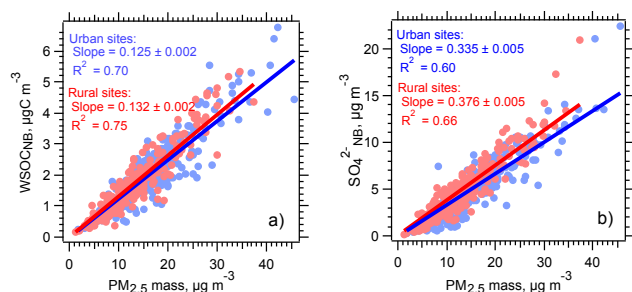 a)
Urban sites:
Slope = 0.125 ± 0.002
R² = 0.70
Rural sites:
Slope = 0.132 ± 0.002
R² = 0.75
WSOC_NB, µgC m⁻³
6
5
4
3
2
1
0
0
10
20
30
40
PM₂.₅ mass, µg m⁻³
b)
Urban sites:
Slope = 0.335 ± 0.005
R² = 0.60
Rural sites:
Slope = 0.376 ± 0.005
R² = 0.66
SO₄²⁻_NB, µg m⁻³
20
15
10
5
0
0
10
20
30
40
PM₂.₅ mass, µg m⁻³